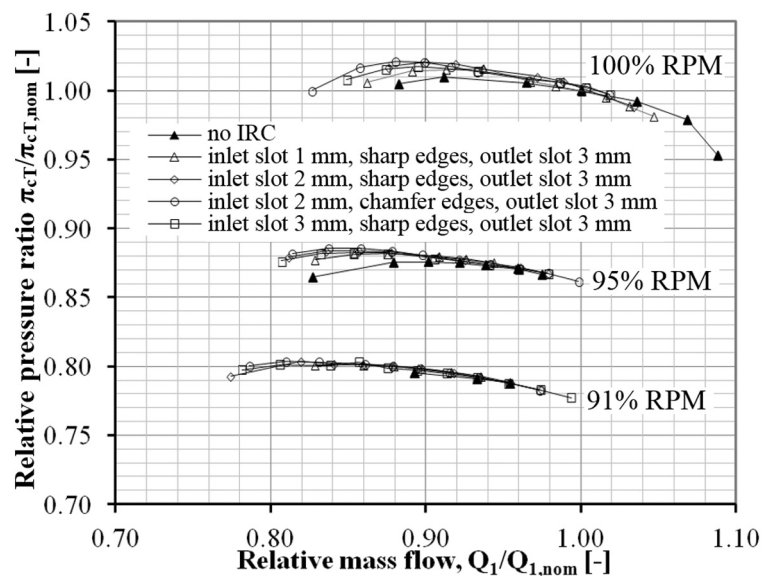 1.05
1.00
0.95
0.90
0.85
0.80
0.75
0.70
Relative pressure ratio πcT/πcT,nom [-]
100% RPM
no IRC
inlet slot 1 mm, sharp edges, outlet slot 3 mm
inlet slot 2 mm, sharp edges, outlet slot 3 mm
inlet slot 2 mm, chamfer edges, outlet slot 3 mm
inlet slot 3 mm, sharp edges, outlet slot 3 mm
95% RPM
91% RPM
0.70 0.80 0.90 1.00 1.10
Relative mass flow, Q1/Q1,nom [-]